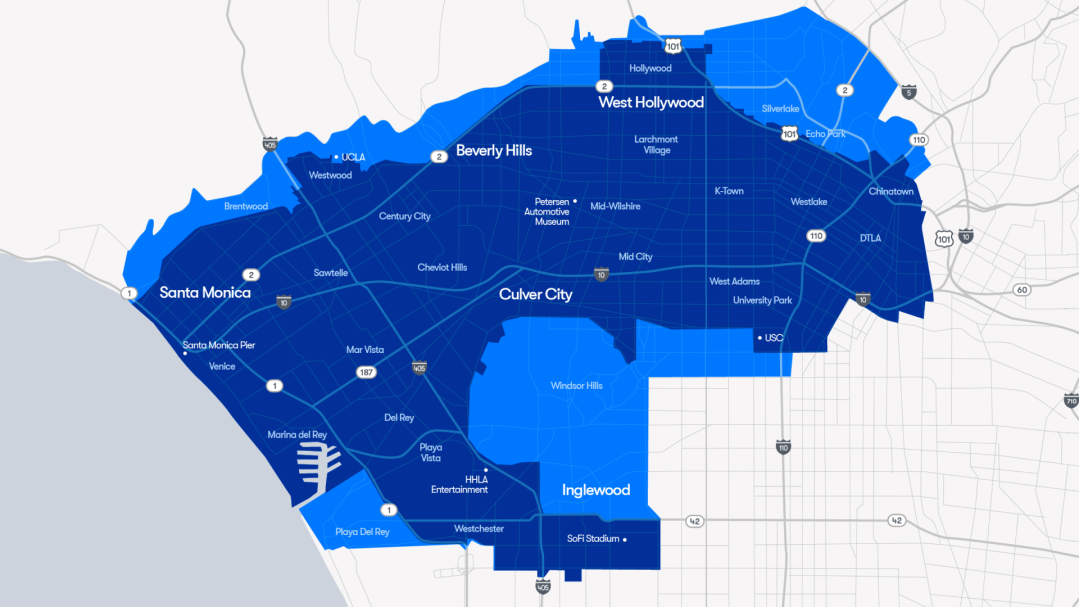 101
Hollywood
2
West Hollywood
2
5
Silverlake
101
Echo Park
110
405
UCLA
Westwood
2
Beverly Hills
Larchmont
Village
Brentwood
Century City
Petersen
Automotive
Museum
Mid-Wilshire
K-Town
Westlake
Chinatown
110
DTLA
101
10
Sawtelle
Cheviot Hills
Mid City
10
West Adams
University Park
10
60
1
2
Santa Monica
10
Culver City
Santa Monica Pier
Venice
Mar Vista
187
405
USC
1
Windsor Hills
710
Del Rey
Marina del Rey
Playa
Vista
110
HHLA
Entertainment
Inglewood
1
Playa Del Rey
Westchester
SoFi Stadium
42
42
405